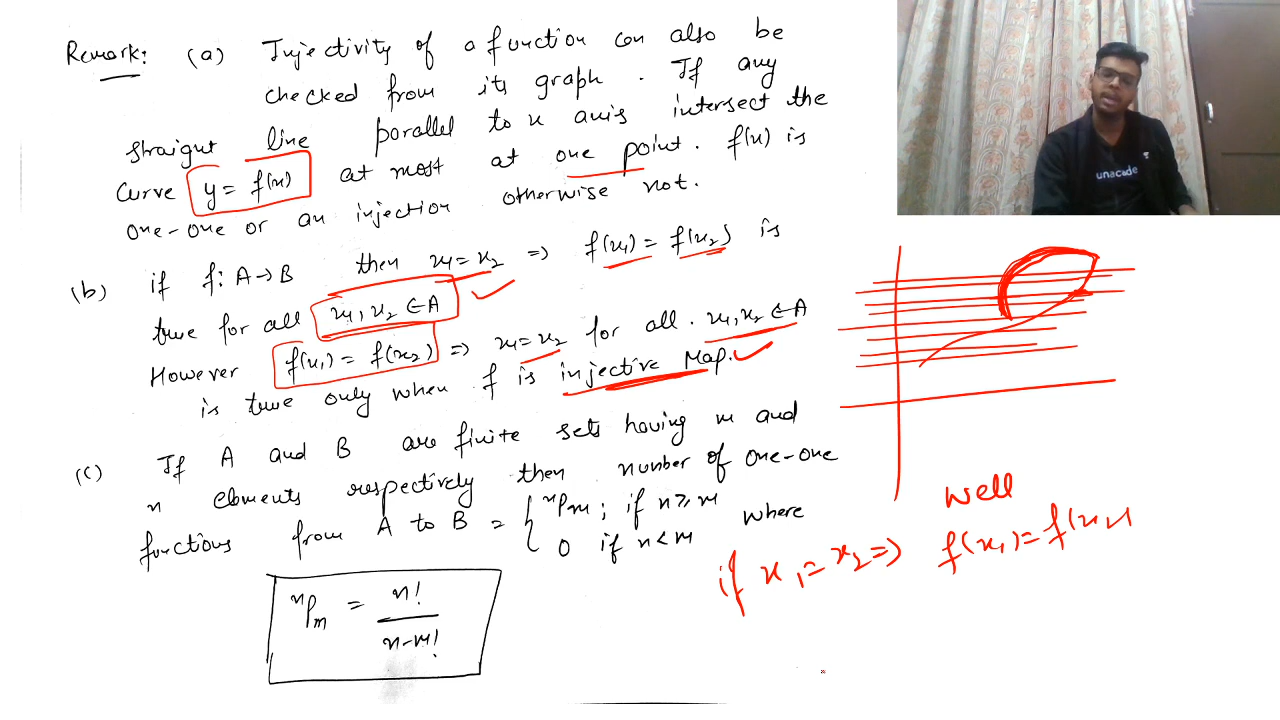 Remark: (a) Injectivity of a function can also be
checked from its graph. If any
straight line parallel to x axis intersect the
curve y = f(x) at most at one point. f(x) is
one-one or an injection otherwise not.
(b) if f: A→B then x₁=x₂ => f(x₁) = f(x₂) is
true for all x₁, x₂ ∈ A
However f(x₁) = f(x₂) => x₁=x₂ for all. x₁, x₂ ∈ A
is true only when f is injective Map.
(c) If A and B are finite sets having m and
n elements respectively then number of one-one
functions from A to B = { ⁿPₘ ; if n ≥ m where
0 if n<m
ⁿPₘ = n! / n-m!
well
if x₁=x₂ => f(x₁)=f(x₂)
unacade